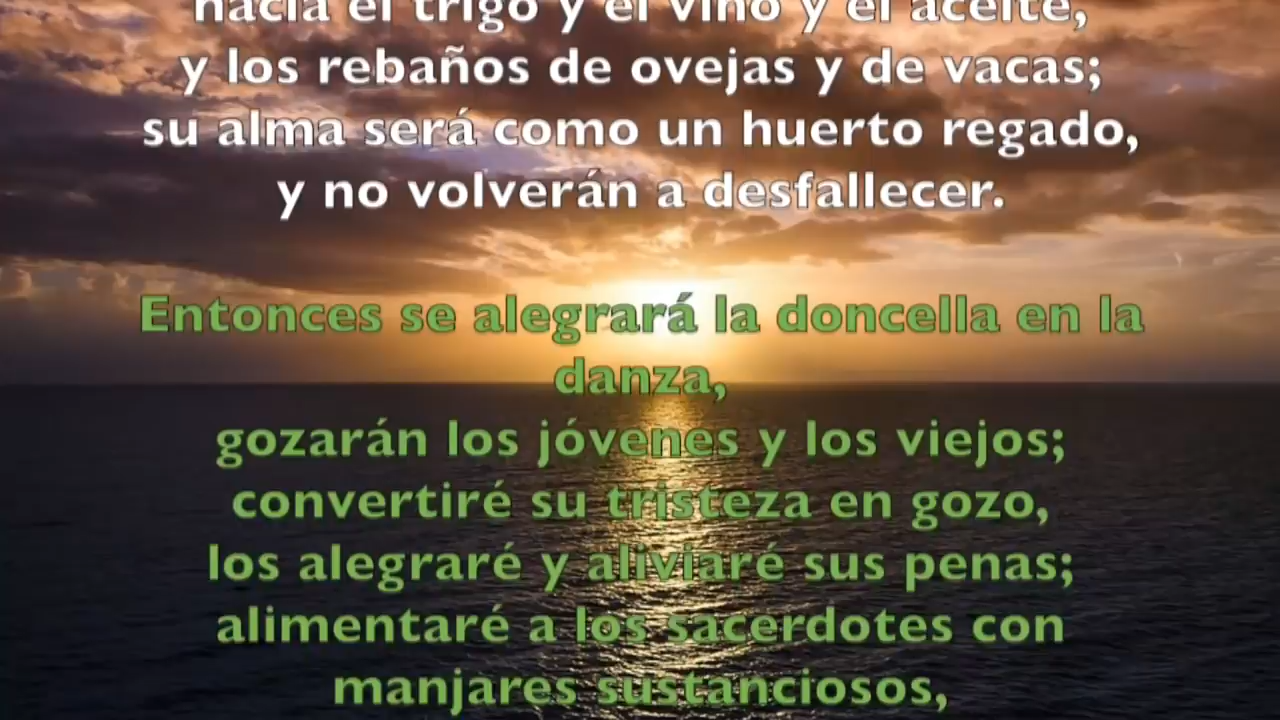 hacia el trigo y el vino y el aceite,
y los rebaños de ovejas y de vacas;
su alma será como un huerto regado,
y no volverán a desfallecer.
Entonces se alegrará la doncella en la
danza,
gozarán los jóvenes y los viejos;
convertiré su tristeza en gozo,
los alegraré y aliviaré sus penas;
alimentaré a los sacerdotes con
manjares sustanciosos,